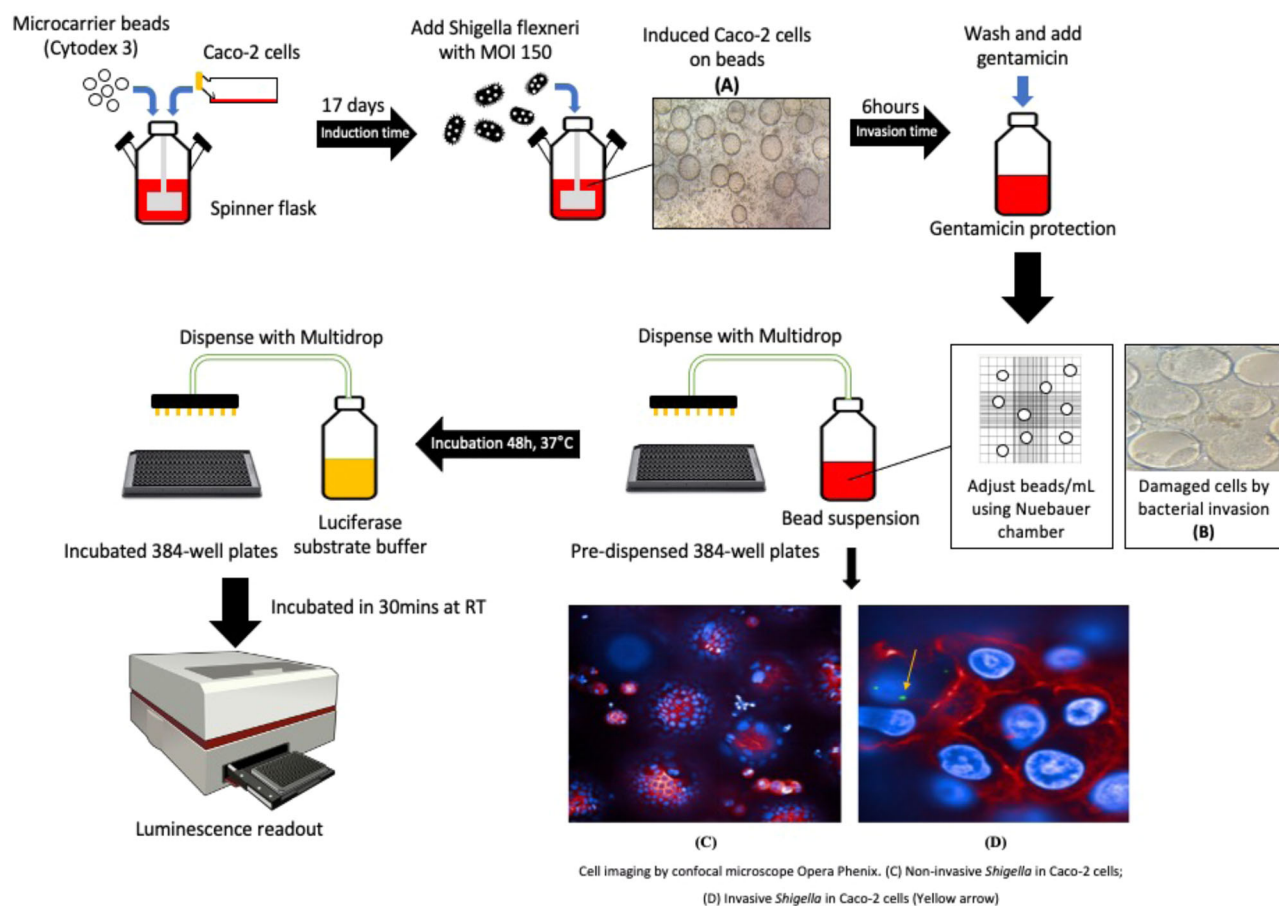 Microcarrier beads
(Cytodex 3)
Caco-2 cells
Spinner flask
17 days
Induction time
Add Shigella flexneri
with MOI 150
Induced Caco-2 cells
on beads
(A)
6hours
Invasion time
Wash and add
gentamicin
Gentamicin protection
Adjust beads/mL
using Nuebauer
chamber
Damaged cells by
bacterial invasion
(B)
Dispense with Multidrop
Bead suspension
Pre-dispensed 384-well plates
Incubation 48h, 37°C
Dispense with Multidrop
Luciferase
substrate buffer
Incubated 384-well plates
Incubated in 30mins at RT
Luminescence readout
(C)
(D)
Cell imaging by confocal microscope Opera Phenix. (C) Non-invasive Shigella in Caco-2 cells;
(D) Invasive Shigella in Caco-2 cells (Yellow arrow)